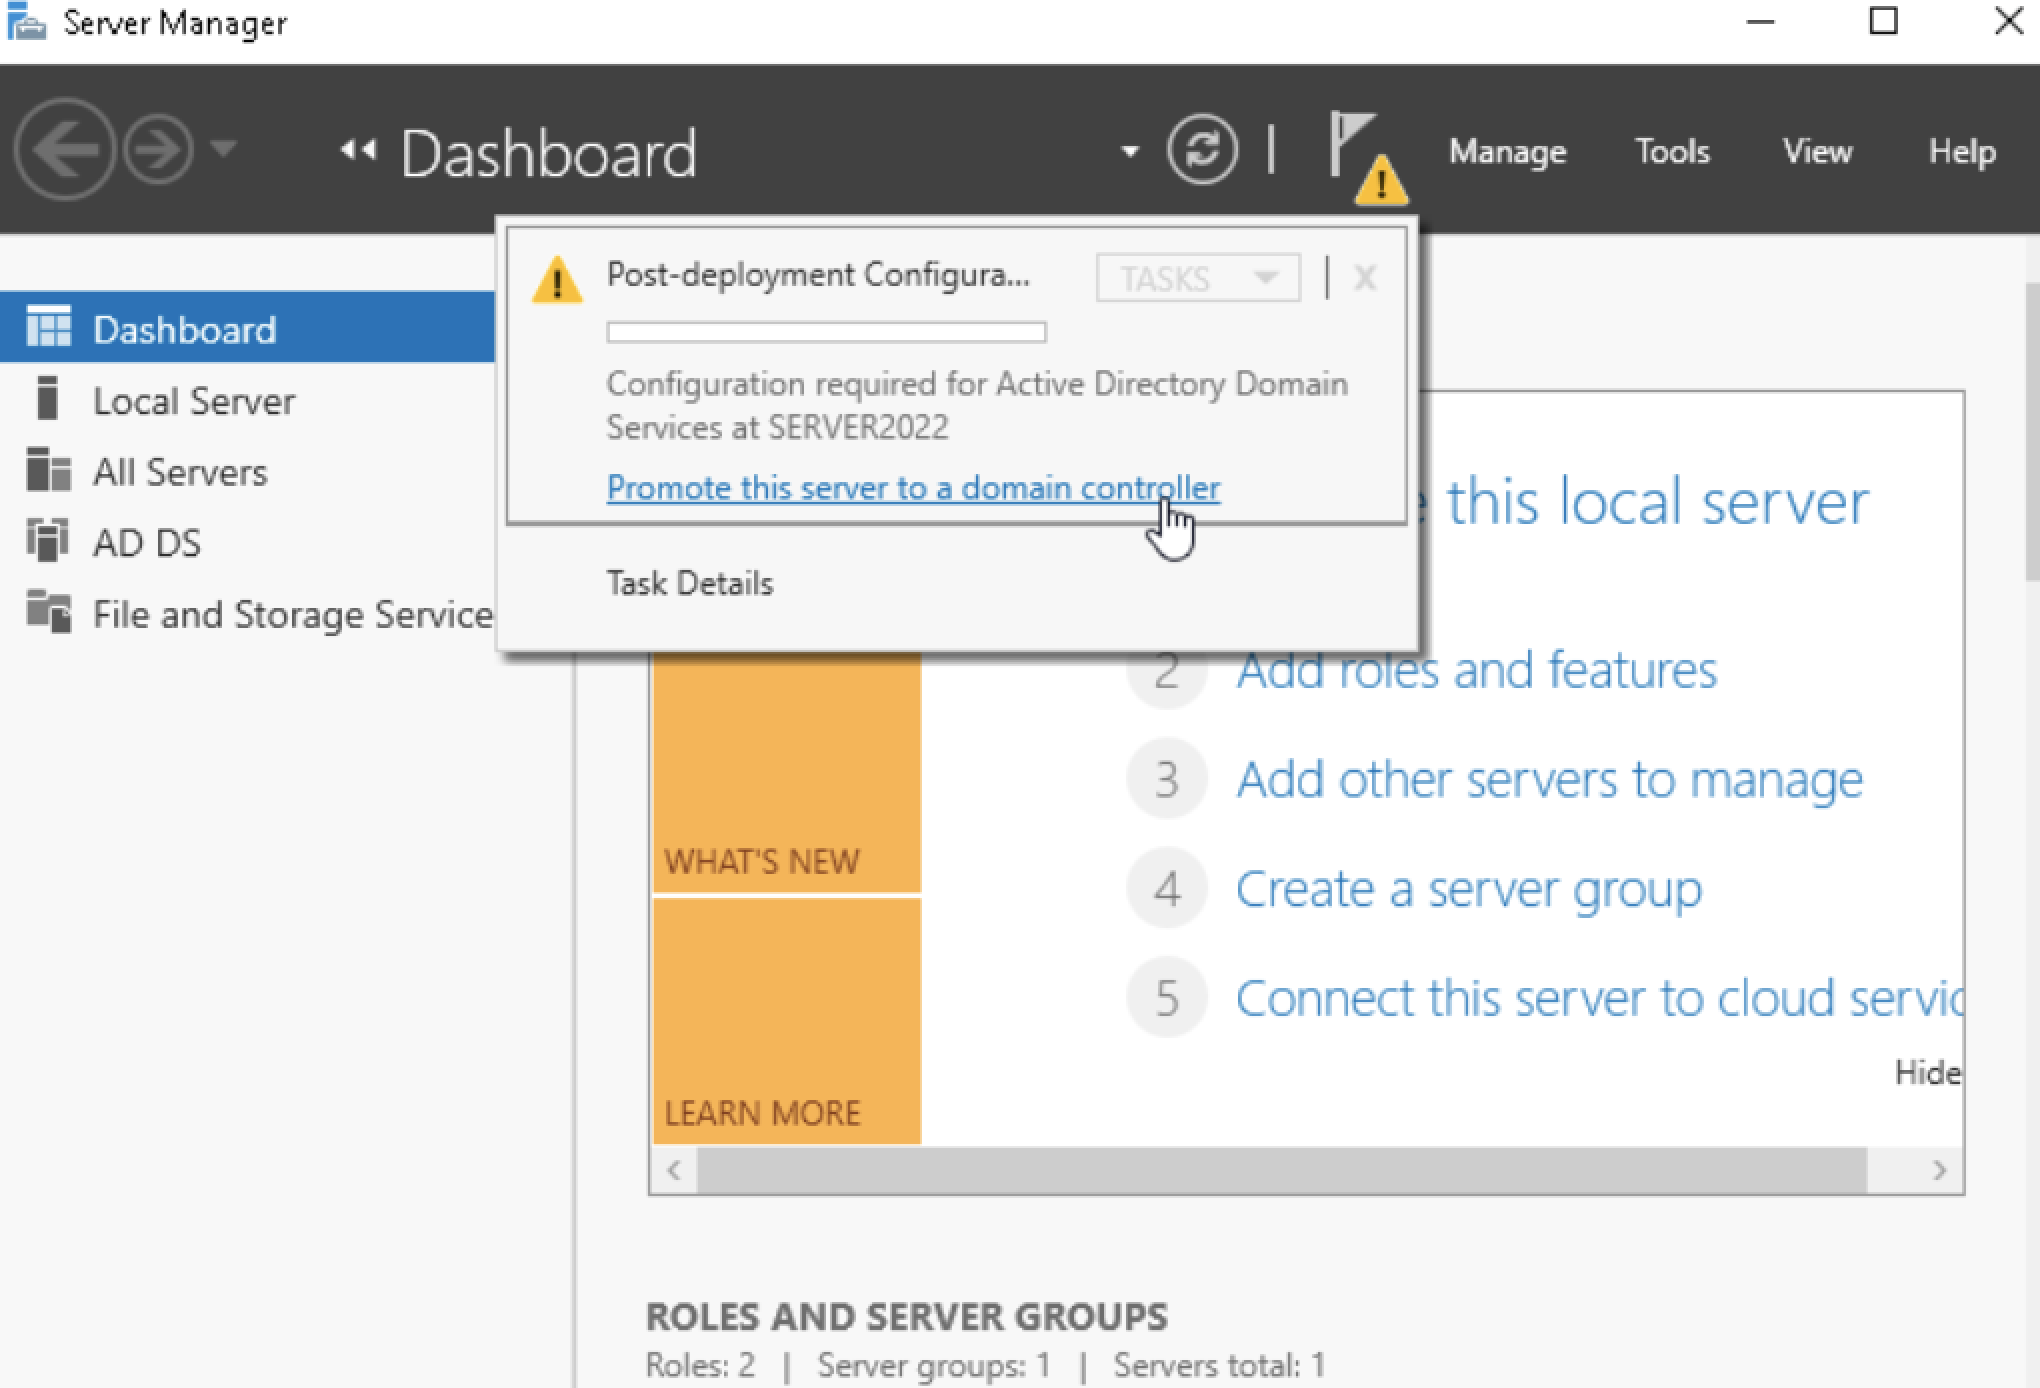 Server Manager
Dashboard
Manage
Tools
View
Help
Dashboard
Local Server
All Servers
AD DS
File and Storage Service
Post-deployment Configura...
TASKS
X
Configuration required for Active Directory Domain
Services at SERVER2022
Promote this server to a domain controller
Task Details
this local server
2 Add roles and features
3 Add other servers to manage
4 Create a server group
5 Connect this server to cloud servic
WHAT'S NEW
LEARN MORE
Hide
ROLES AND SERVER GROUPS
Roles: 2 | Server groups: 1 | Servers total: 1